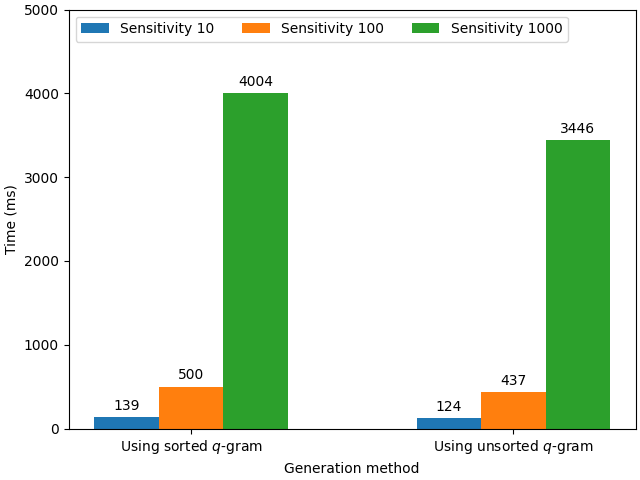 5000
4000
3000
2000
1000
0
Time (ms)
Sensitivity 10
Sensitivity 100
Sensitivity 1000
139
500
4004
124
437
3446
Using sorted q-gram
Using unsorted q-gram
Generation method